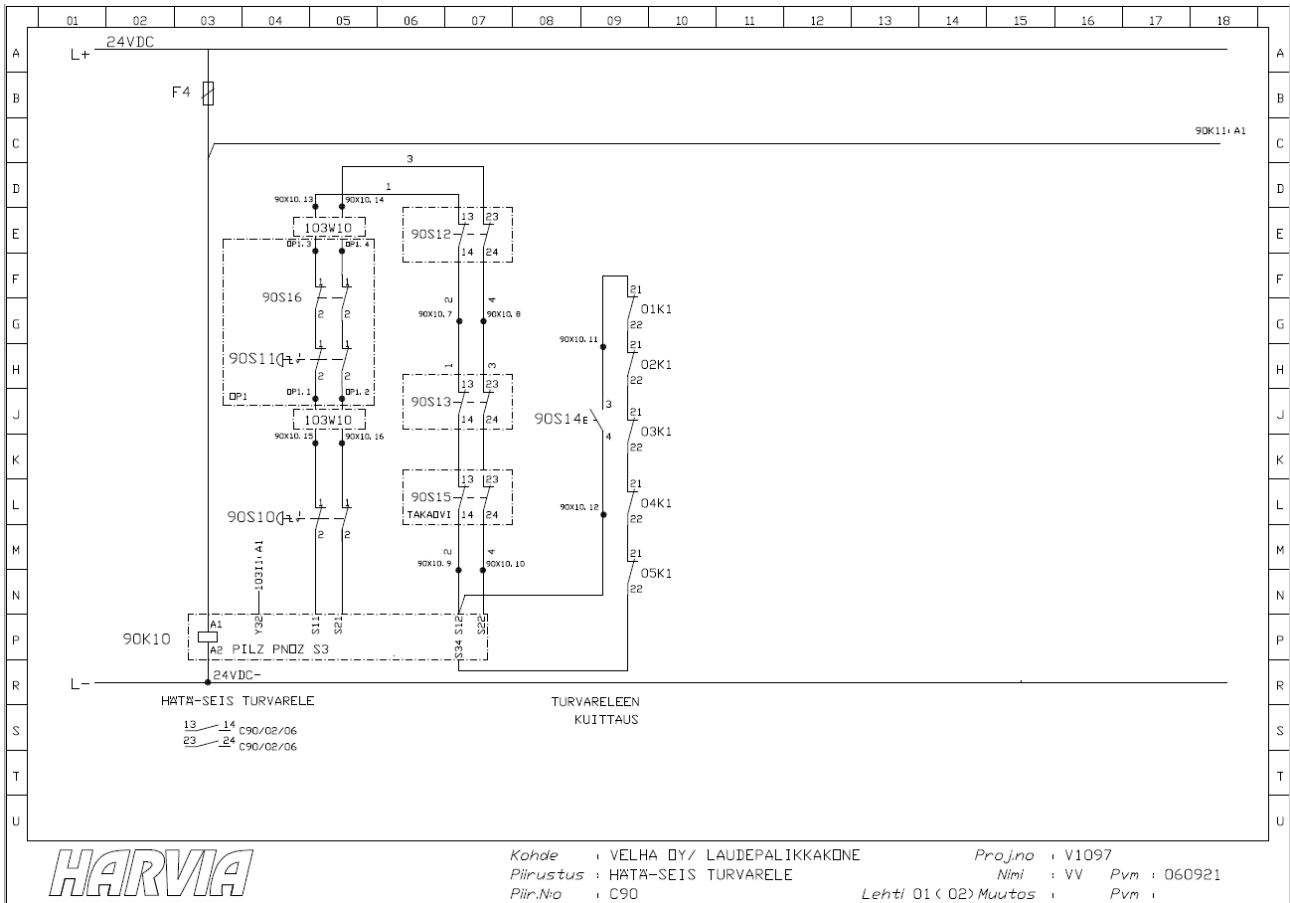 01 02 03 04 05 06 07 08 09 10 11 12 13 14 15 16 17 18
A A
B B
C C
D D
E E
F F
G G
H H
J J
K K
L L
M M
N N
P P
R R
S S
T T
U U
24VDC
L+
F4
90K11:A1
3
1
90X10.13 90X10.14
103W10
OP1.3 OP1.4
90S16
1 1
2 2
90S11
1 1
2 2
OP1
OP1.1 OP1.2
103W10
90X10.15 90X10.16
90S10
1 1
2 2
13 23
90S12
14 24
2 4
90X10.7 90X10.8
1 3
13 23
90S13
14 24
13 23
90S15
TAKAOVI 14 24
2 4
90X10.9 90X10.10
90X10.11
3
90S14E
4
90X10.12
21
01K1
22
21
02K1
22
21
03K1
22
21
04K1
22
21
05K1
22
103I1:A1
90K10
A1
A2 PILZ PNOZ S3
Y32
S11
S21
S12
S34
S22
24VDC-
L-
HÄTÄ-SEIS TURVARELE
13 14 C90/02/06
23 24 C90/02/06
TURVARELEEN
KUITTAUS
HARVIA
Kohde : VELHA OY/ LAUDEPALIKKAKONE
Piirustus : HÄTÄ-SEIS TURVARELE
Piir.N:o : C90
Proj.no : V1097
Nimi : VV Pvm : 060921
Lehti 01( 02) Muutos : Pvm :